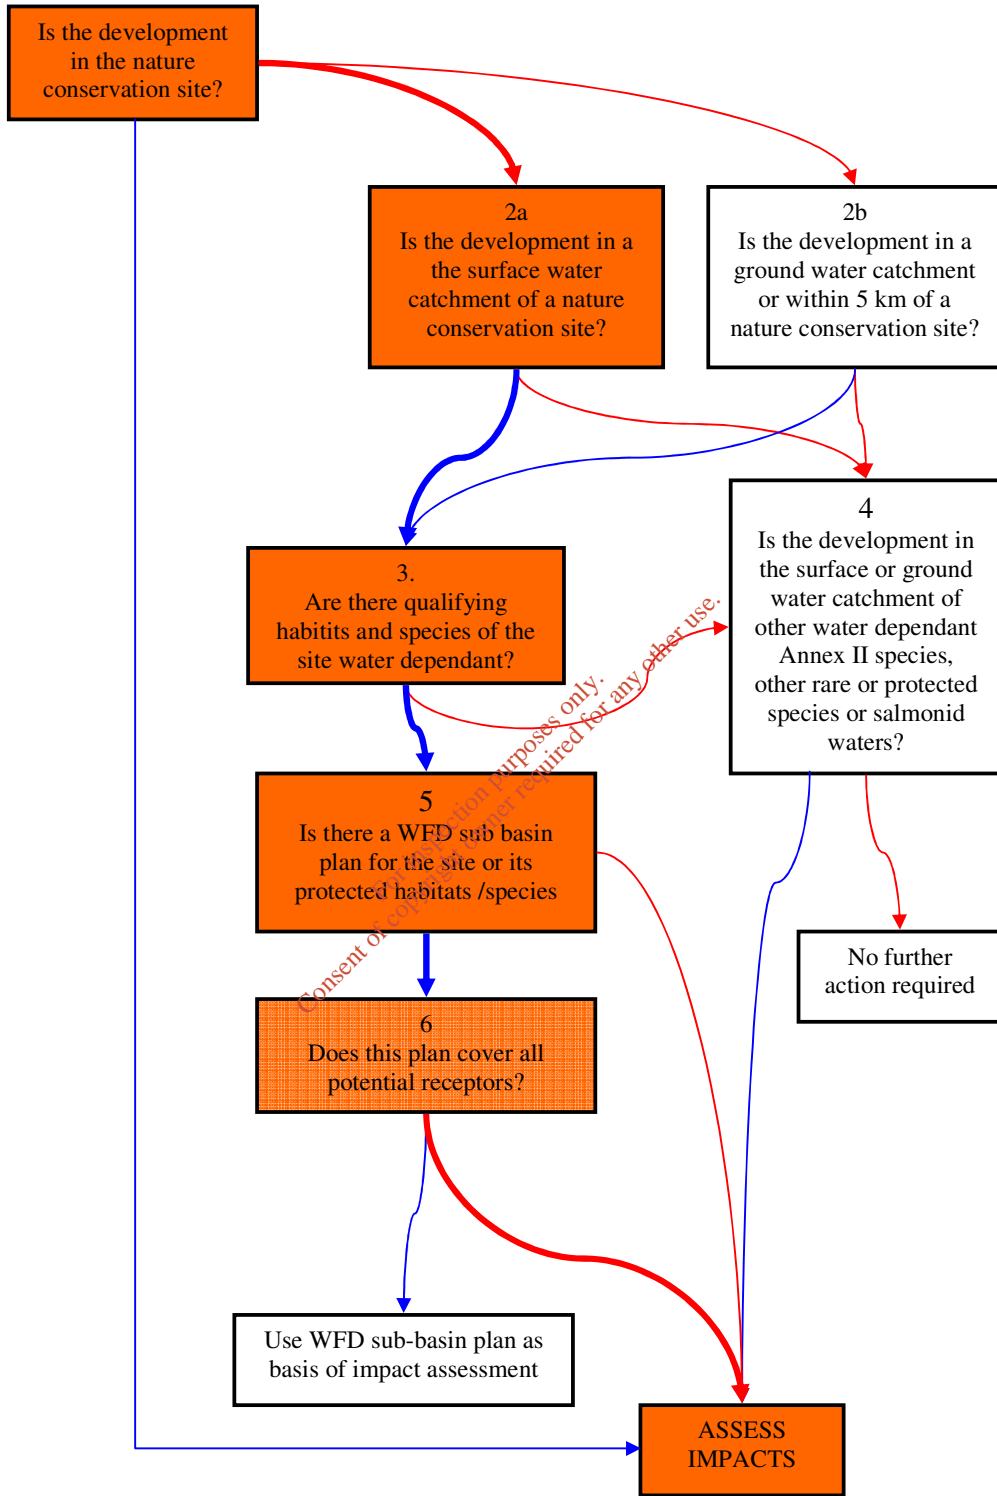 Is the development
in the nature
conservation site?
2a
Is the development in a
the surface water
catchment of a nature
conservation site?
2b
Is the development in a
ground water catchment
or within 5 km of a
nature conservation site?
3.
Are there qualifying
habitits and species of the
site water dependant?
4
Is the development in
the surface or ground
water catchment of
other water dependant
Annex II species,
other rare or protected
species or salmonid
waters?
5
Is there a WFD sub basin
plan for the site or its
protected habitats /species
No further
action required
6
Does this plan cover all
potential receptors?
Use WFD sub-basin plan as
basis of impact assessment
ASSESS
IMPACTS
For inspection purposes only.
Consent of copyright owner required for any other use.